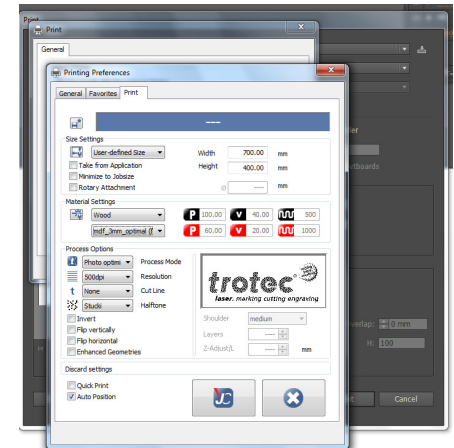 Print
Print
General
Printing Preferences
General Favorites Print
---
Size Settings
User-defined Size Width 700.00 mm
Take from Application Height 400.00 mm
Minimize to Jobsize
Rotary Attachment ø ---- mm
Material Settings
Wood P 100.00 V 40.00 500
mdf_3mm_optimal (f P 60.00 V 20.00 1000
Process Options
Photo optimi Process Mode
500dpi Resolution
t None Cut Line
Stucki Halftone
Invert
Flip vertically
Flip horizontal
Enhanced Geometries
trotec
laser. marking cutting engraving
Shoulder medium
Layers ----
Z-Adjust/L ---- mm
Discard settings
Quick Print
Auto Position
JC
tboards
verlap: 0 mm
H: 100
Cancel